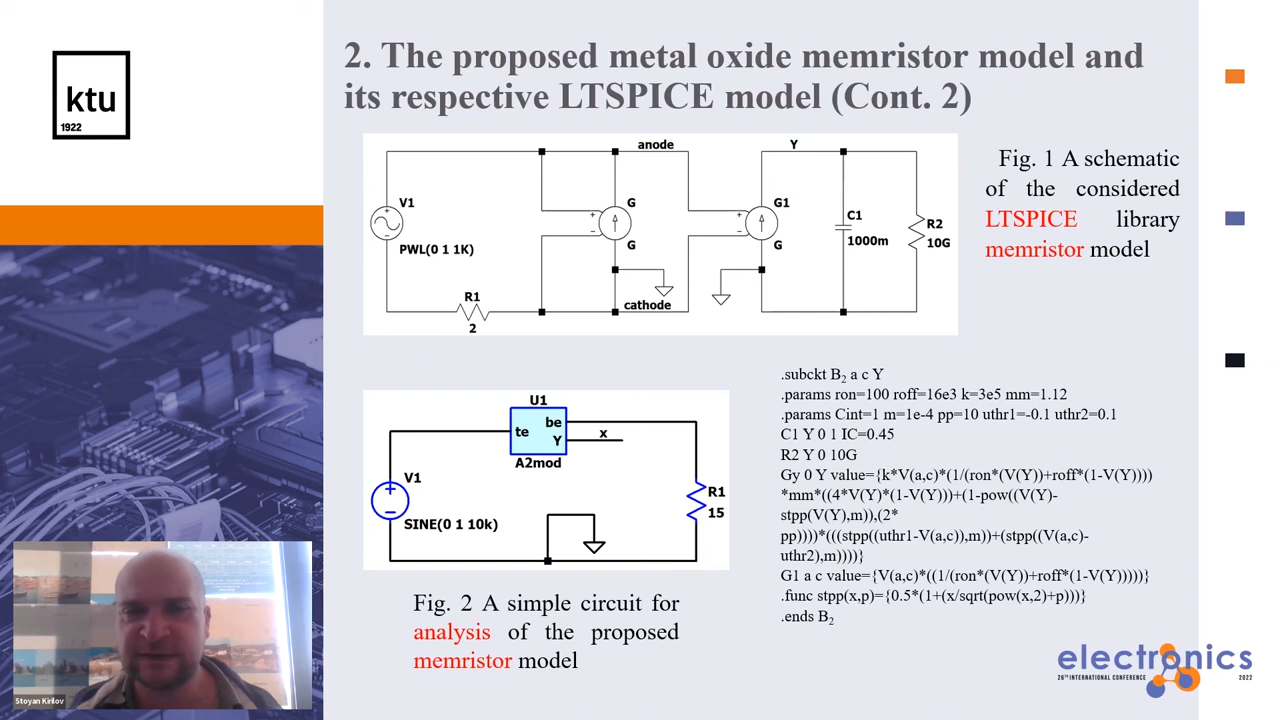 ktu
1922
2. The proposed metal oxide memristor model and
its respective LTSPICE model (Cont. 2)
anode
Y
V1
G
G1
C1
R2
1000m
10G
PWL(0 1 1K)
G
G
R1
cathode
2
Fig. 1 A schematic
of the considered
LTSPICE library
memristor model
U1
te
be
Y
x
A2mod
V1
R1
15
SINE(0 1 10k)
Fig. 2 A simple circuit for
analysis of the proposed
memristor model
.subckt B₂ a c Y
.params ron=100 roff=16e3 k=3e5 mm=1.12
.params Cint=1 m=1e-4 pp=10 uthr1=-0.1 uthr2=0.1
C1 Y 0 1 IC=0.45
R2 Y 0 10G
Gy 0 Y value={k*V(a,c)*(1/(ron*(V(Y))+roff*(1-V(Y))))
*mm*((4*V(Y)*(1-V(Y)))+(1-pow((V(Y)-
stpp(V(Y),m)),(2*
pp))))*(((stpp((uthr1-V(a,c)),m))+(stpp((V(a,c)-
uthr2),m))))}
G1 a c value={V(a,c)*((1/(ron*(V(Y))+roff*(1-V(Y)))))}
.func stpp(x,p)={0.5*(1+(x/sqrt(pow(x,2)+p)))}
.ends B₂
Stoyan Kirilov
electronics
26TH INTERNATIONAL CONFERENCE 2022